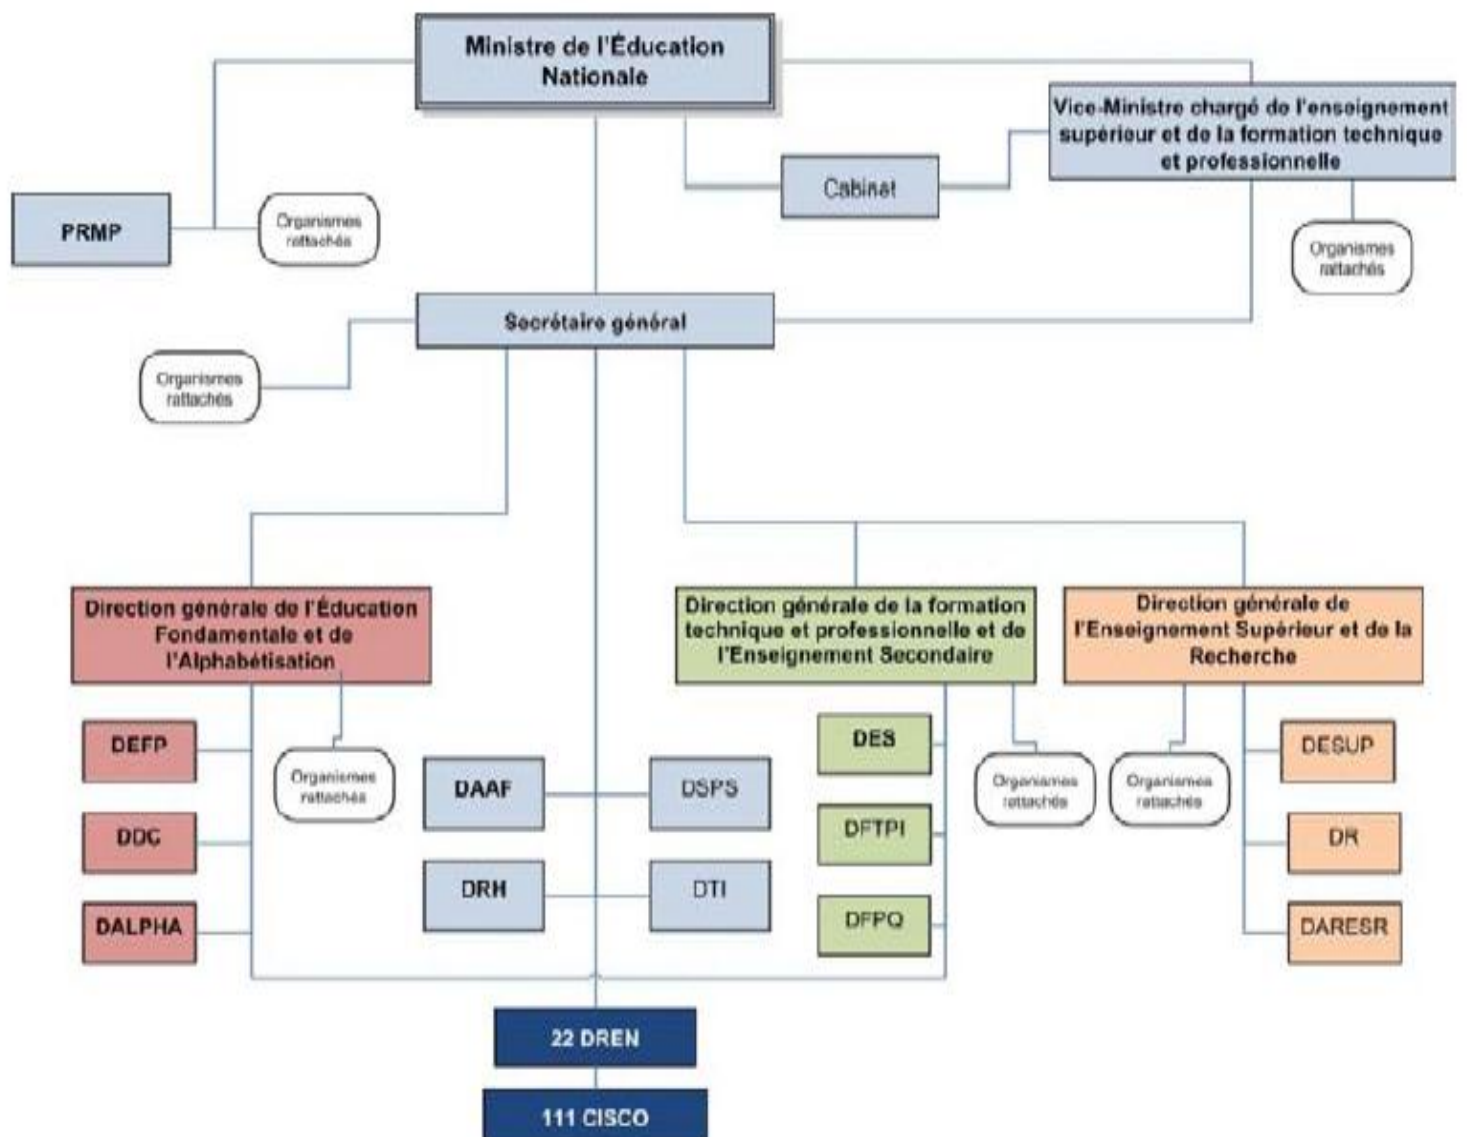 Ministre de l'Éducation
Nationale
Vice-Ministre chargé de l'enseignement
supérieur et de la formation technique
et professionnelle
Cabinet
PRMP
Organismes
rattachés
Organismes
rattachés
Secrétaire général
Organismes
rattachés
Direction générale de l'Éducation
Fondamentale et de
l'Alphabétisation
Direction générale de la formation
technique et professionnelle et de
l'Enseignement Secondaire
Direction générale de
l'Enseignement Supérieur et de la
Recherche
DEFP
DDC
DALPHA
Organismes
rattachés
DAAF
DSPS
DRH
DTI
DES
DFTPI
DFPQ
Organismes
rattachés
Organismes
rattachés
DESUP
DR
DARESR
22 DREN
111 CISCO